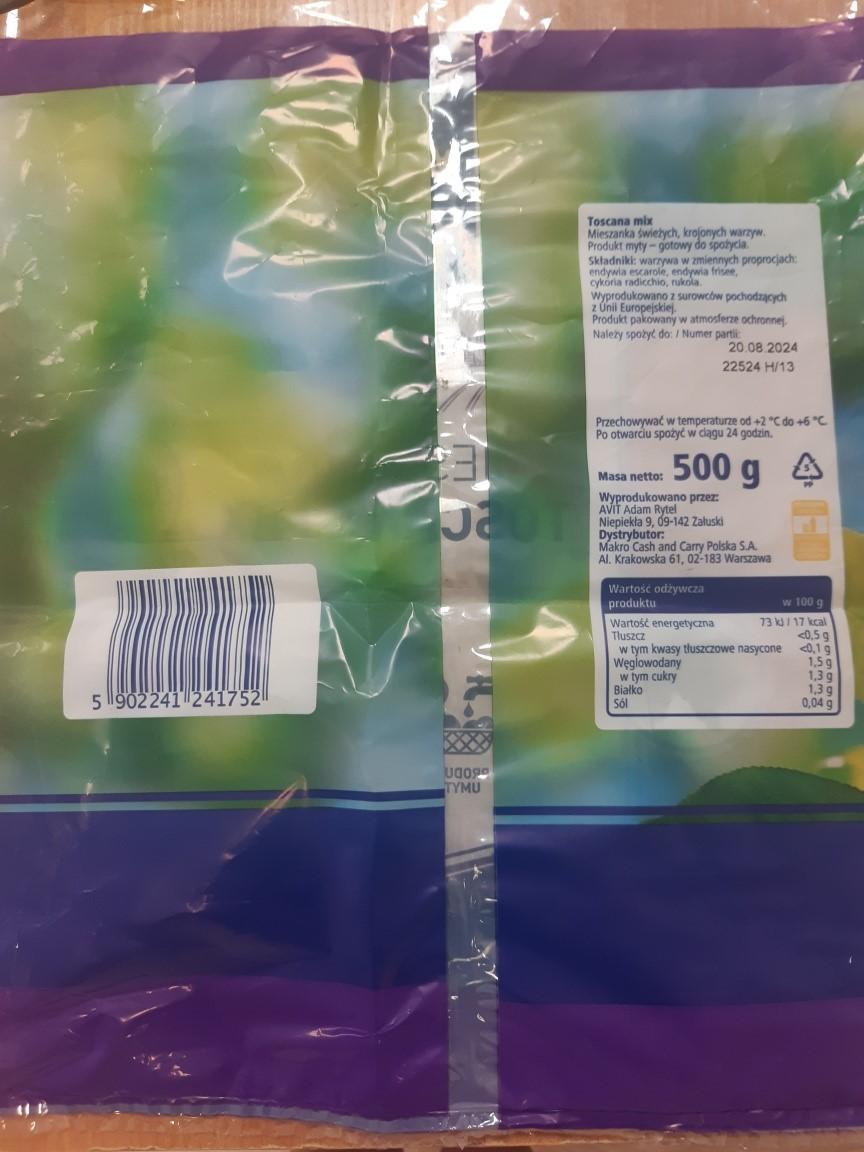 Toscana mix
Mieszanka świeżych, krojonych warzyw.
Produkt myty – gotowy do spożycia.
Składniki: warzywa w zmiennych proprocjach:
endywia escarole, endywia frisee,
cykoria radicchio, rukola.
Wyprodukowano z surowców pochodzących
z Unii Europejskiej.
Produkt pakowany w atmosferze ochronnej.
Należy spożyć do: / Numer partii:
20.08.2024
22524 H/13
Przechowywać w temperaturze od +2 °C do +6 °C.
Po otwarciu spożyć w ciągu 24 godzin.
Masa netto: 500 g
5
PP
Wyprodukowano przez:
AVIT Adam Rytel
Niepiekła 9, 09-142 Załuski
Dystrybutor:
Makro Cash and Carry Polska S.A.
Al. Krakowska 61, 02-183 Warszawa
Wartość odżywcza
produktu w 100 g
Wartość energetyczna 73 kJ / 17 kcal
Tłuszcz <0,5 g
w tym kwasy tłuszczowe nasycone <0,1 g
Węglowodany 1,5 g
w tym cukry 1,3 g
Białko 1,3 g
Sól 0,04 g
5 902241 241752
PRODU
UMYT